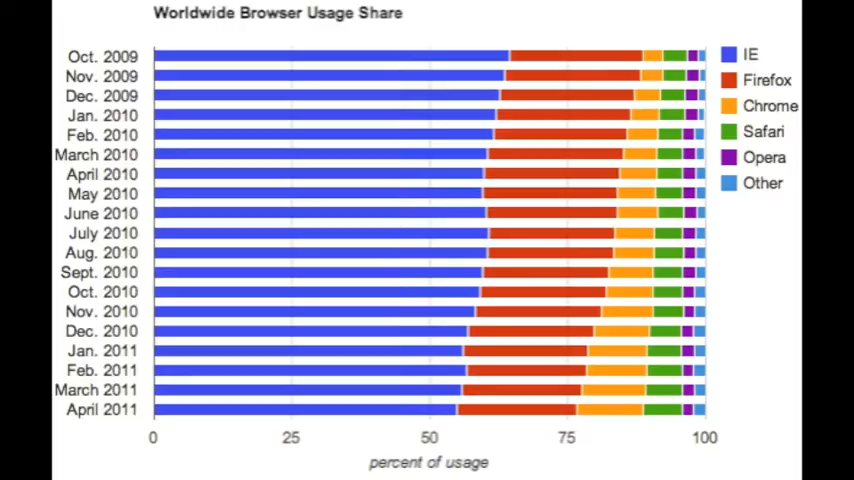 Worldwide Browser Usage Share
Oct. 2009
Nov. 2009
Dec. 2009
Jan. 2010
Feb. 2010
March 2010
April 2010
May 2010
June 2010
July 2010
Aug. 2010
Sept. 2010
Oct. 2010
Nov. 2010
Dec. 2010
Jan. 2011
Feb. 2011
March 2011
April 2011
0 25 50 75 100
percent of usage
IE
Firefox
Chrome
Safari
Opera
Other